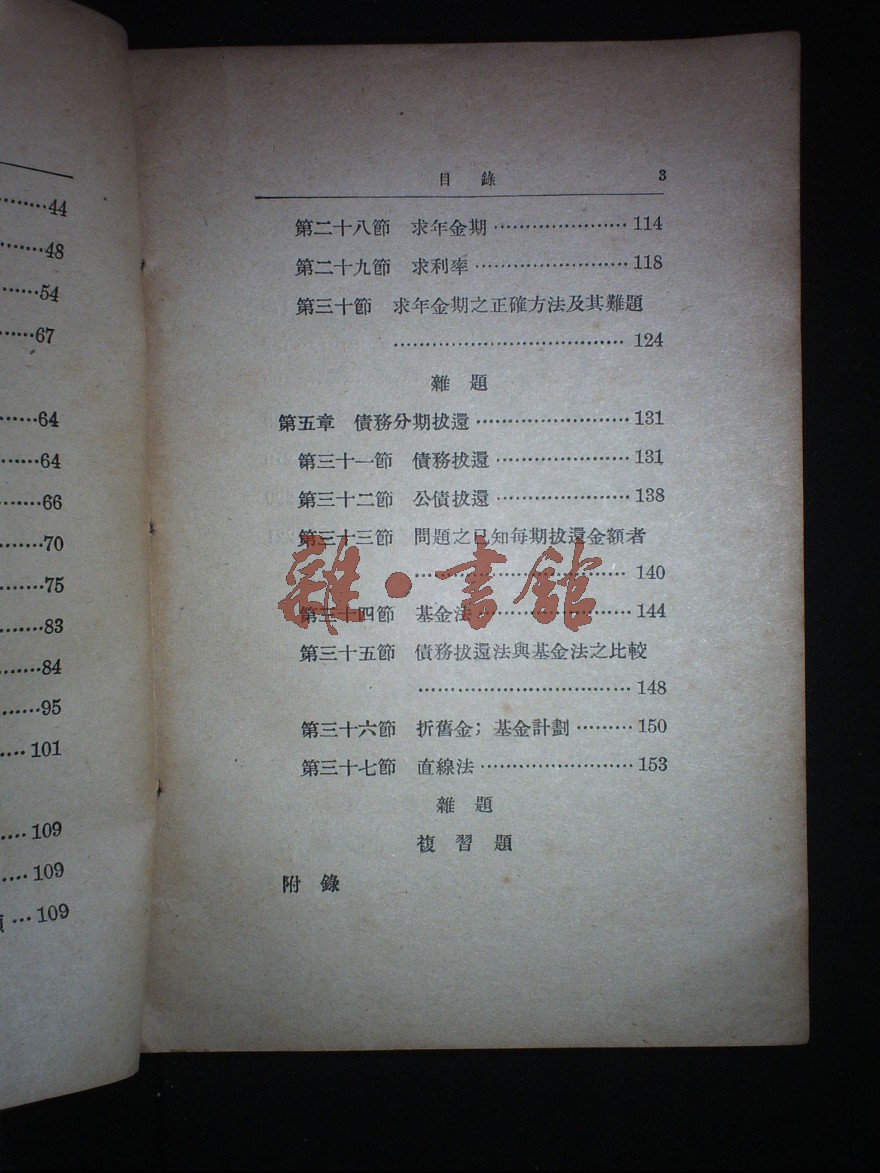 44
48
54
67
64
64
66
70
75
83
84
95
101
109
109
…109
目錄 3
第二十八節 求年金期…………………114
第二十九節 求利率……………………118
第三十節 求年金期之正確方法及其難題
………………………………124
雜題
第五章 債務分期拔還……………………131
第三十一節 債務拔還…………………131
第三十二節 公債拔還…………………138
第三十三節 問題之已知每期拔還金額者
……………………………140
第三十四節 基金法……………………144
第三十五節 債務拔還法與基金法之比較
……………………………148
第三十六節 折舊金；基金計劃………150
第三十七節 直線法……………………153
雜題
複習題
附錄
雜·書館